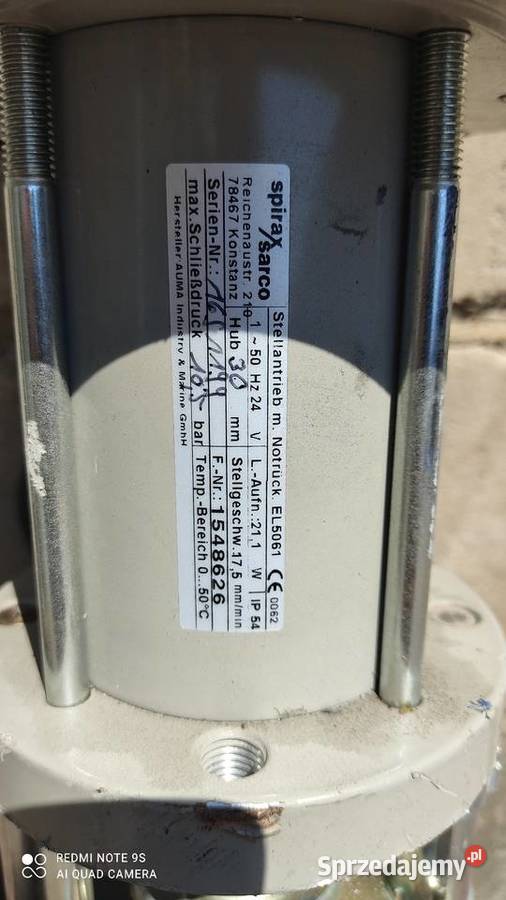 spirax
sarco
Stellantrieb m. Notrück. EL5061 CE 0062
Reichenaustr. 210 1 ~ 50 Hz 24 V L.-Aufn.:21,1 W IP 54
78467 Konstanz Hub 30 mm Stellgeschw.17,5 mm/min
Serien-Nr.: F.-Nr.: 1548626
max.Schließdruck 10,5 bar Temp.-Bereich 0...50°C
Hersteller AUMA Industry & Marine GmbH
REDMI NOTE 9S
AI QUAD CAMERA
Sprzedajemy.pl